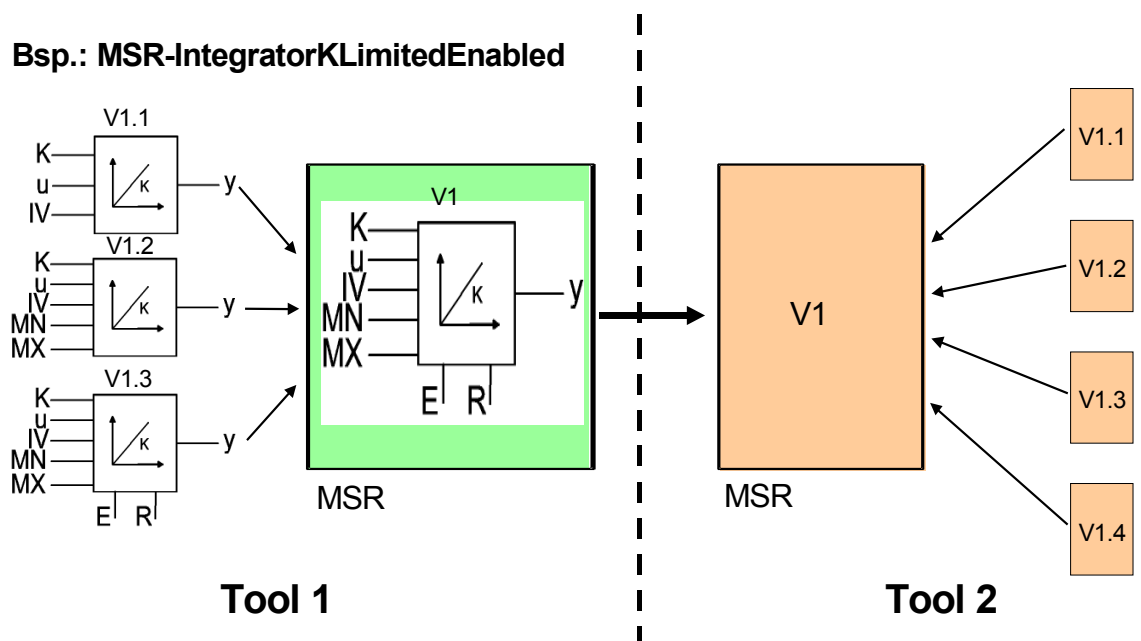 Bsp.: MSR-IntegratorKLimitedEnabled
V1.1
K
u
IV
K
y
V1.2
K
u
IV
MN
MX
K
y
V1.3
K
u
IV
MN
MX
K
y
E R
V1
K
u
IV
MN
MX
K
y
E R
MSR
Tool 1
V1
MSR
V1.1
V1.2
V1.3
V1.4
Tool 2